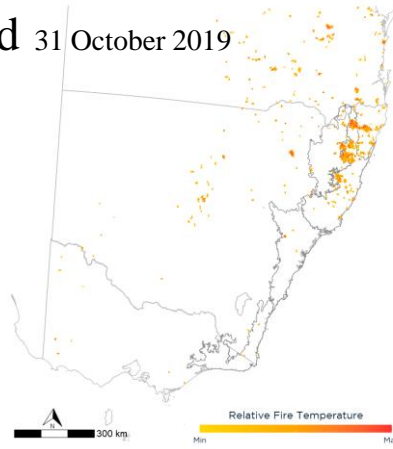 d 31 October 2019
N
300 km
Relative Fire Temperature
Min
Ma